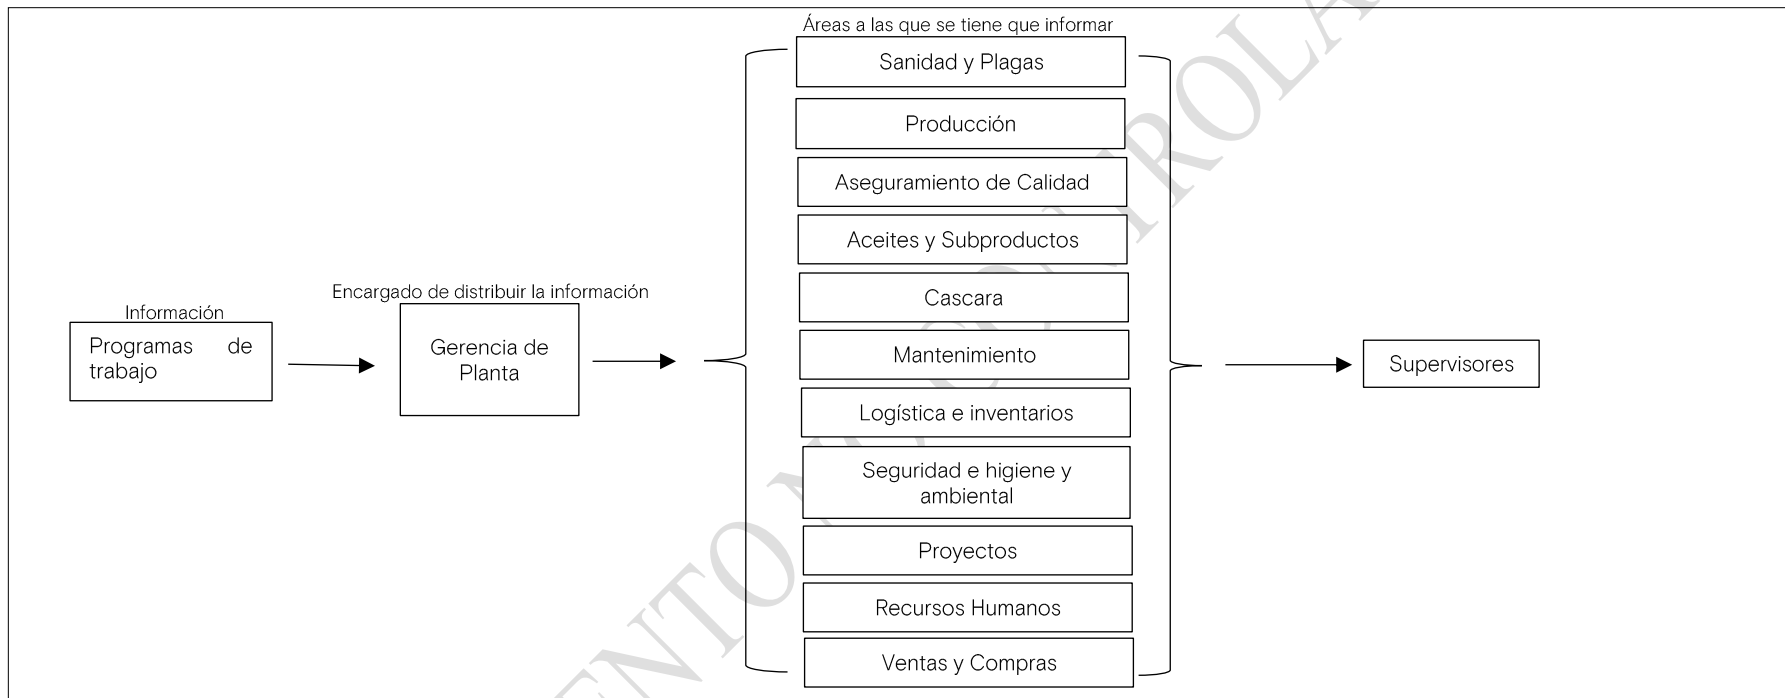 Áreas a las que se tiene que informar
Sanidad y Plagas
Producción
Aseguramiento de Calidad
Aceites y Subproductos
Cascara
Mantenimiento
Logística e inventarios
Seguridad e higiene y
ambiental
Proyectos
Recursos Humanos
Ventas y Compras
Encargado de distribuir la información
Gerencia de
Planta
Información
Programas de
trabajo
Supervisores